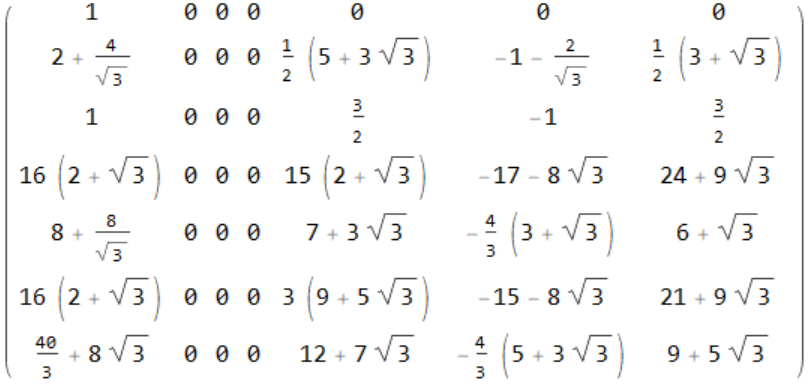 1 0 0 0 0 0 0
2 + 4/√3 0 0 0 1/2 (5 + 3 √3) -1 - 2/√3 1/2 (3 + √3)
1 0 0 0 3/2 -1 3/2
16 (2 + √3) 0 0 0 15 (2 + √3) -17 - 8 √3 24 + 9 √3
8 + 8/√3 0 0 0 7 + 3 √3 -4/3 (3 + √3) 6 + √3
16 (2 + √3) 0 0 0 3 (9 + 5 √3) -15 - 8 √3 21 + 9 √3
40/3 + 8 √3 0 0 0 12 + 7 √3 -4/3 (5 + 3 √3) 9 + 5 √3